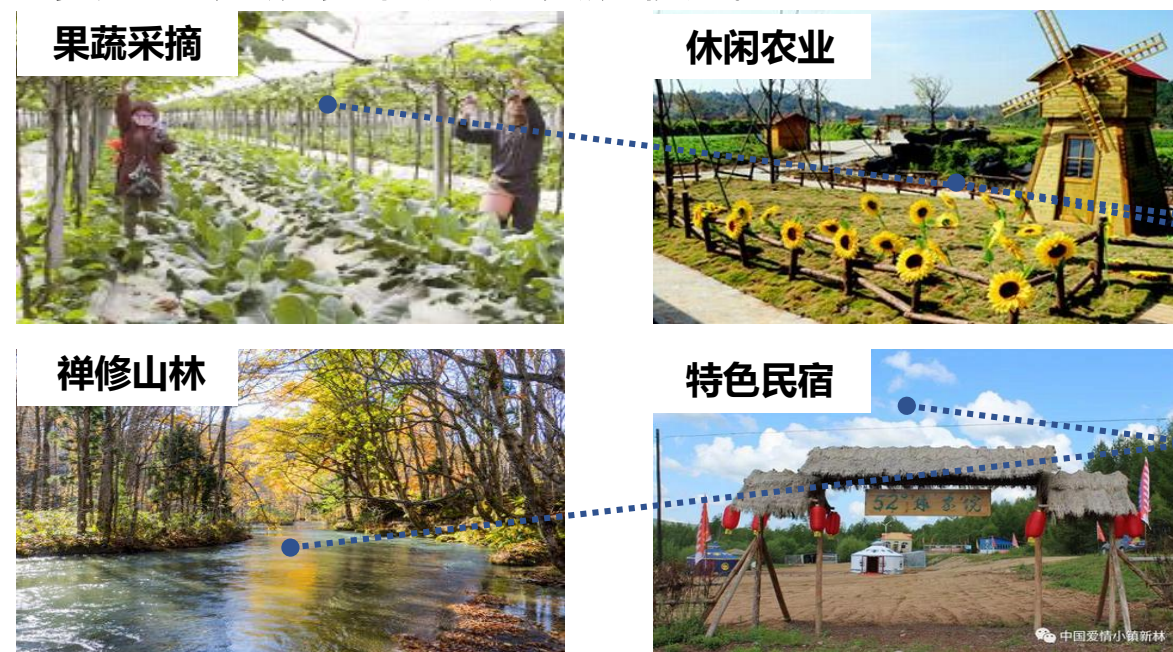 果蔬采摘
休闲农业
禅修山林
特色民宿
中国爱情小镇新林